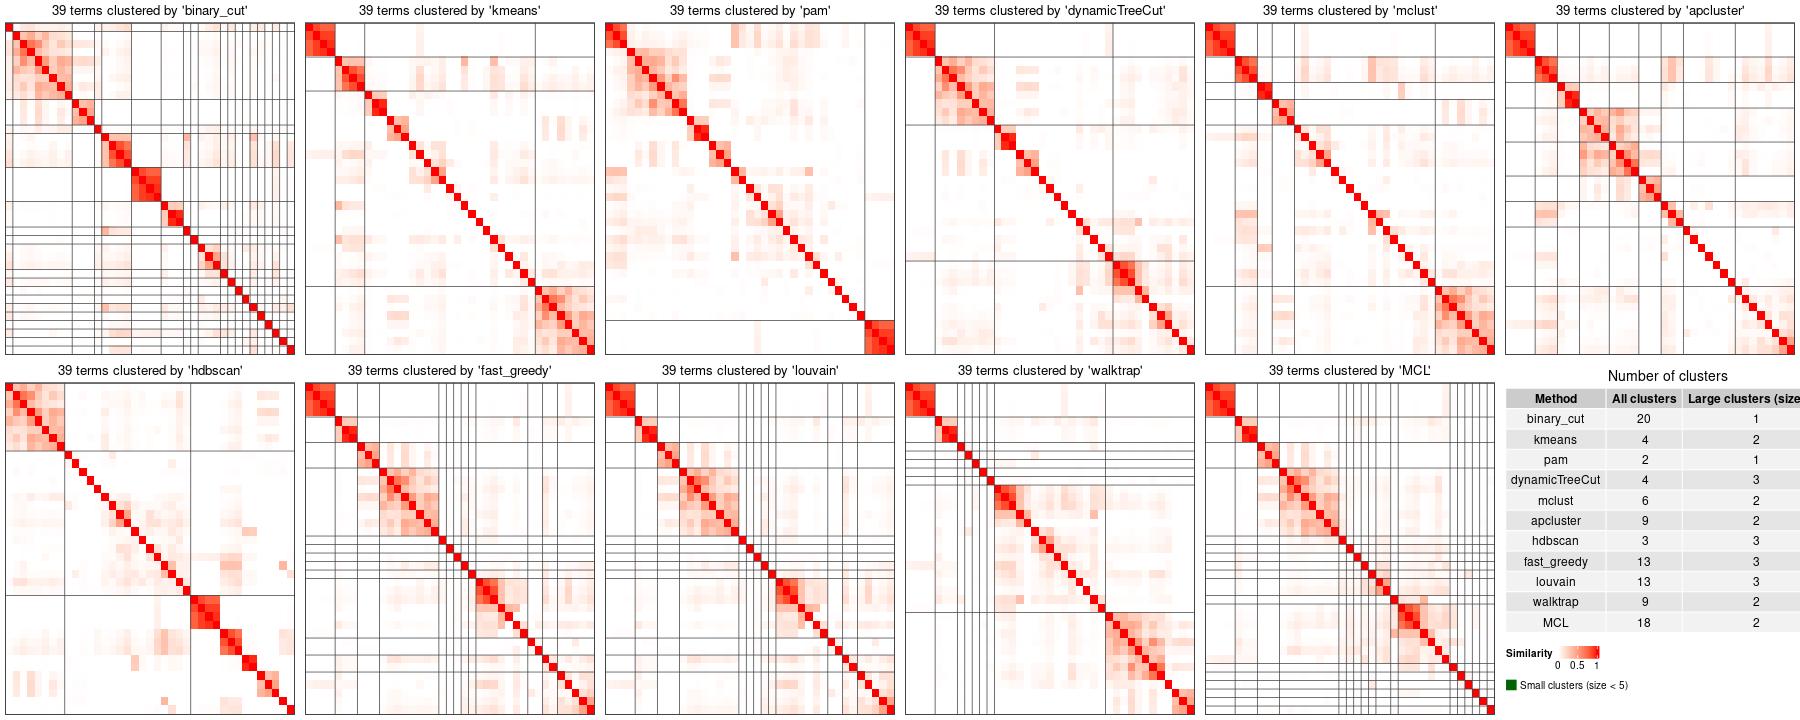 39 terms clustered by 'binary_cut'
39 terms clustered by 'kmeans'
39 terms clustered by 'pam'
39 terms clustered by 'dynamicTreeCut'
39 terms clustered by 'mclust'
39 terms clustered by 'apcluster'
39 terms clustered by 'hdbscan'
39 terms clustered by 'fast_greedy'
39 terms clustered by 'louvain'
39 terms clustered by 'walktrap'
39 terms clustered by 'MCL'
Number of clusters
Method All clusters Large clusters (size
binary_cut 20 1
kmeans 4 2
pam 2 1
dynamicTreeCut 4 3
mclust 6 2
apcluster 9 2
hdbscan 3 3
fast_greedy 13 3
louvain 13 3
walktrap 9 2
MCL 18 2
Similarity
0 0.5 1
Small clusters (size < 5)